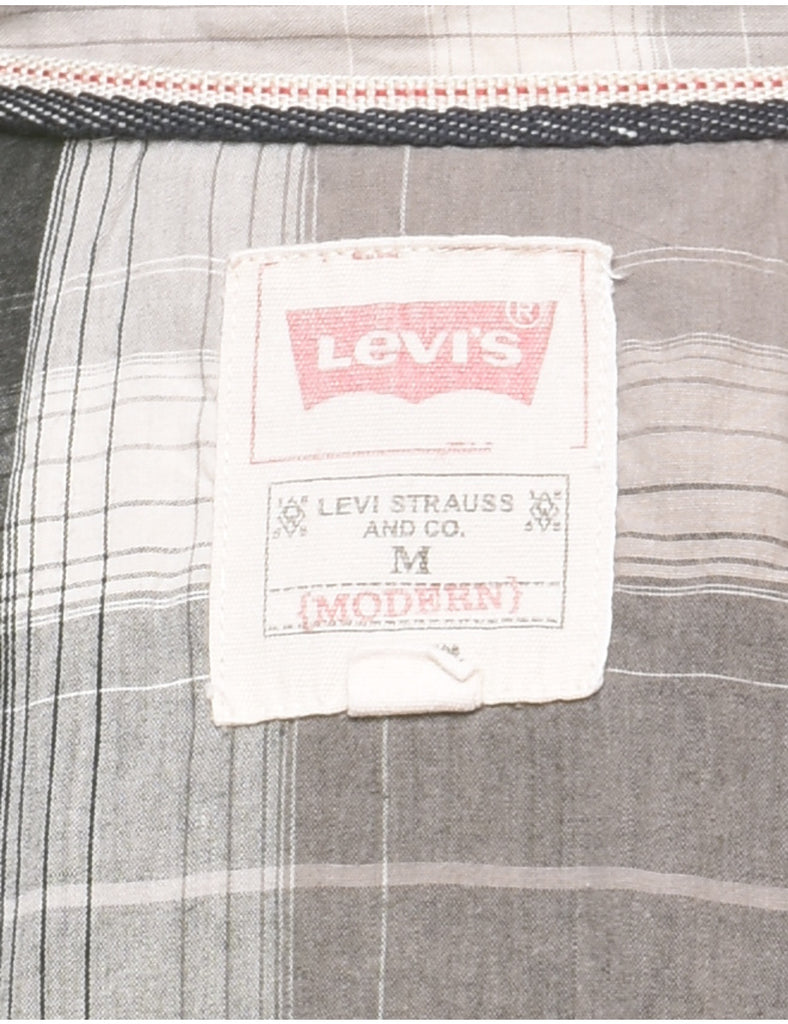 LEVI'S®
LEVI STRAUSS
AND CO.
M
{MODERN}